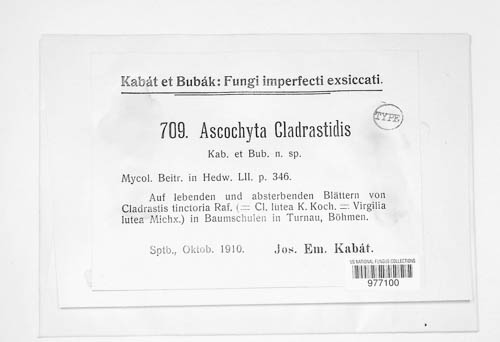 Kabát et Bubák: Fungi imperfecti exsiccati.
709. Ascochyta Cladrastidis
TYPE
Kab. et Bub. n. sp.
Mycol. Beitr. in Hedw. LII. p. 346.
Auf lebenden und absterbenden Blättern von
Cladrastis tinctoria Raf. (= Cl. lutea K. Koch. = Virgilia
lutea Michx.) in Baumschulen in Turnau, Böhmen.
Sptb., Oktob. 1910. Jos. Em. Kabát.
US NATIONAL FUNGUS COLLECTIONS
977100